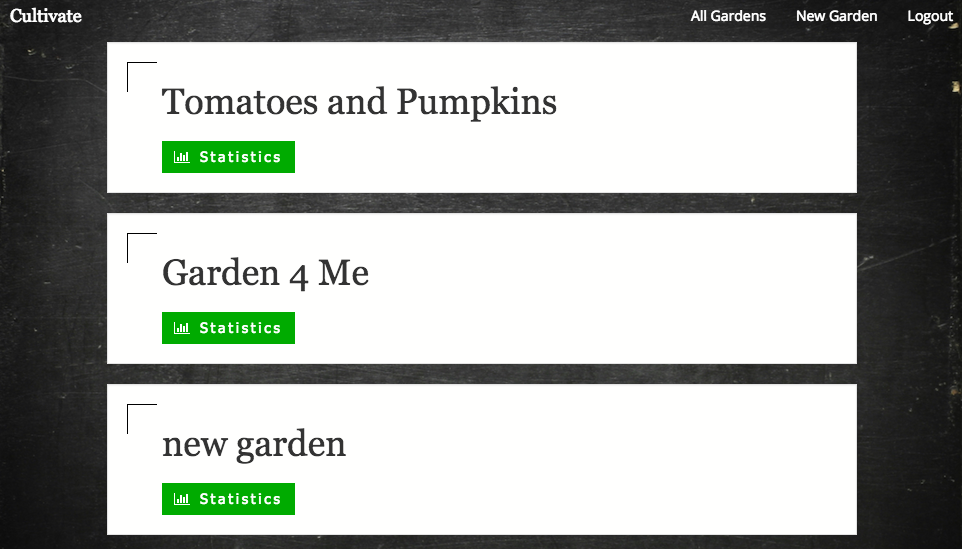 Cultivate All Gardens New Garden Logout
Tomatoes and Pumpkins
Statistics
Garden 4 Me
Statistics
new garden
Statistics